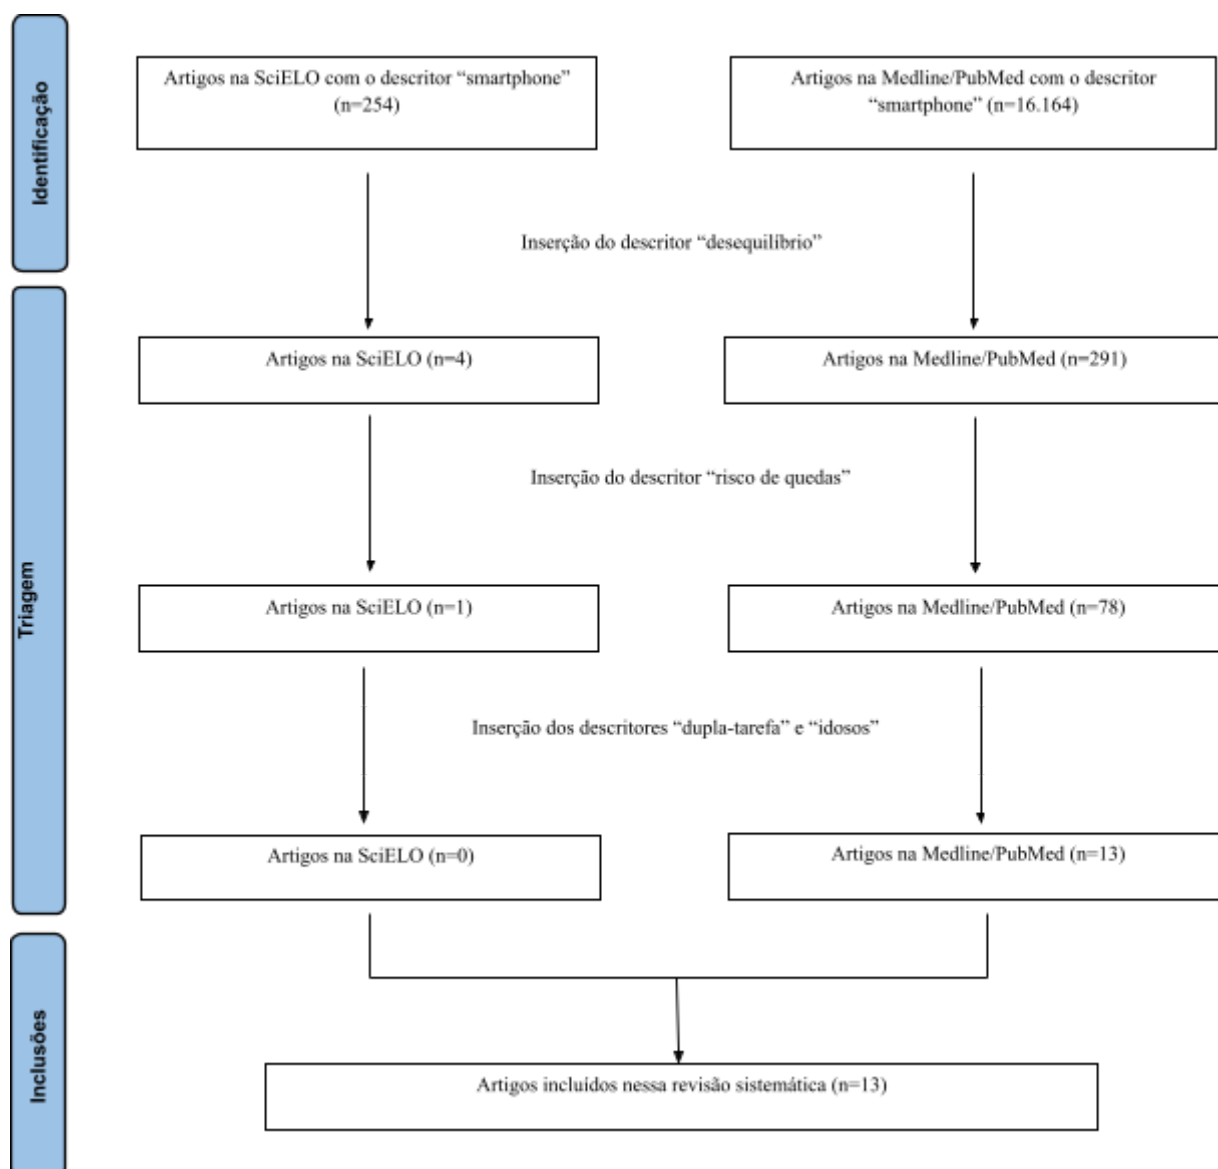 Identificação
Artigos na SciELO com o descritor “smartphone”
(n=254)
Artigos na Medline/PubMed com o descritor
“smartphone” (n=16.164)
Inserção do descritor “desequilíbrio”
Triagem
Artigos na SciELO (n=4)
Artigos na Medline/PubMed (n=291)
Inserção do descritor “risco de quedas”
Artigos na SciELO (n=1)
Artigos na Medline/PubMed (n=78)
Inserção dos descritores “dupla-tarefa” e “idosos”
Artigos na SciELO (n=0)
Artigos na Medline/PubMed (n=13)
Inclusões
Artigos incluídos nessa revisão sistemática (n=13)